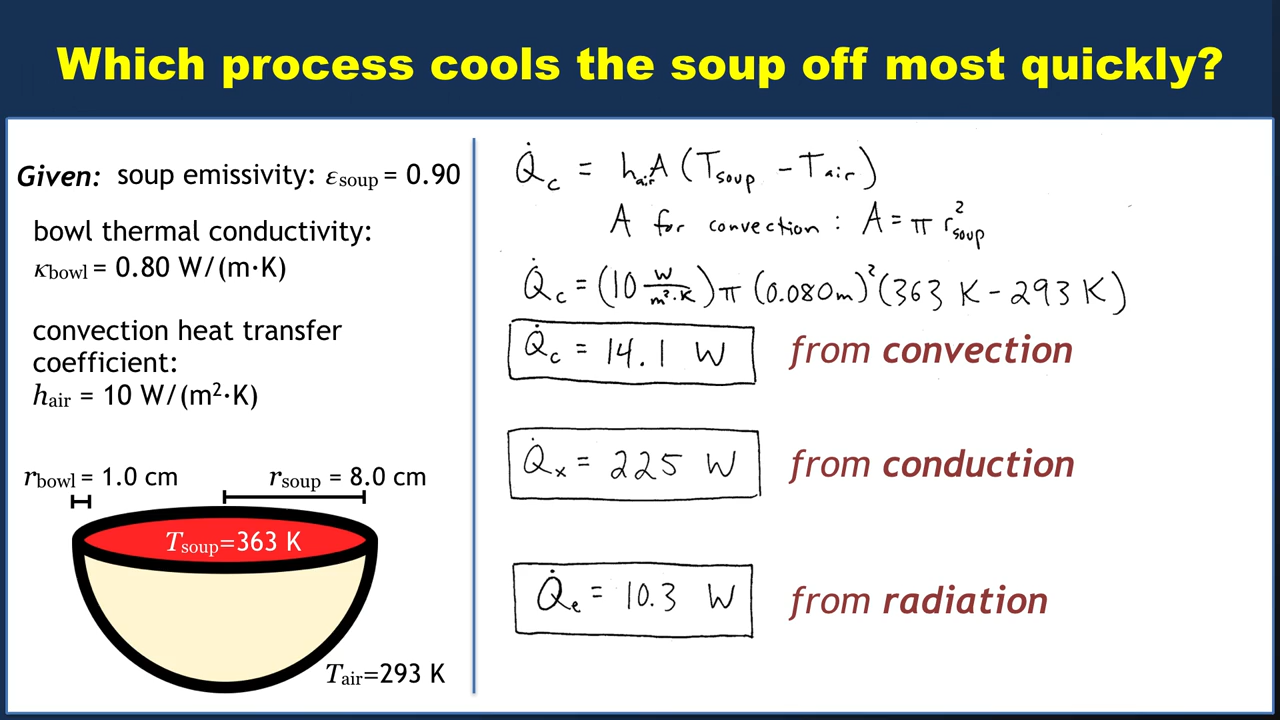 Which process cools the soup off most quickly?
Given: soup emissivity: εsoup = 0.90
bowl thermal conductivity:
κbowl = 0.80 W/(m·K)
convection heat transfer
coefficient:
hair = 10 W/(m²·K)
rbowl = 1.0 cm
rsoup = 8.0 cm
Tsoup=363 K
Tair=293 K
Q̇c = hairA (Tsoup - Tair)
A for convection: A = π r²soup
Q̇c = (10 W/m²·K) π (0.080m)² (363 K - 293 K)
Q̇c = 14.1 W from convection
Q̇x = 225 W from conduction
Q̇e = 10.3 W from radiation